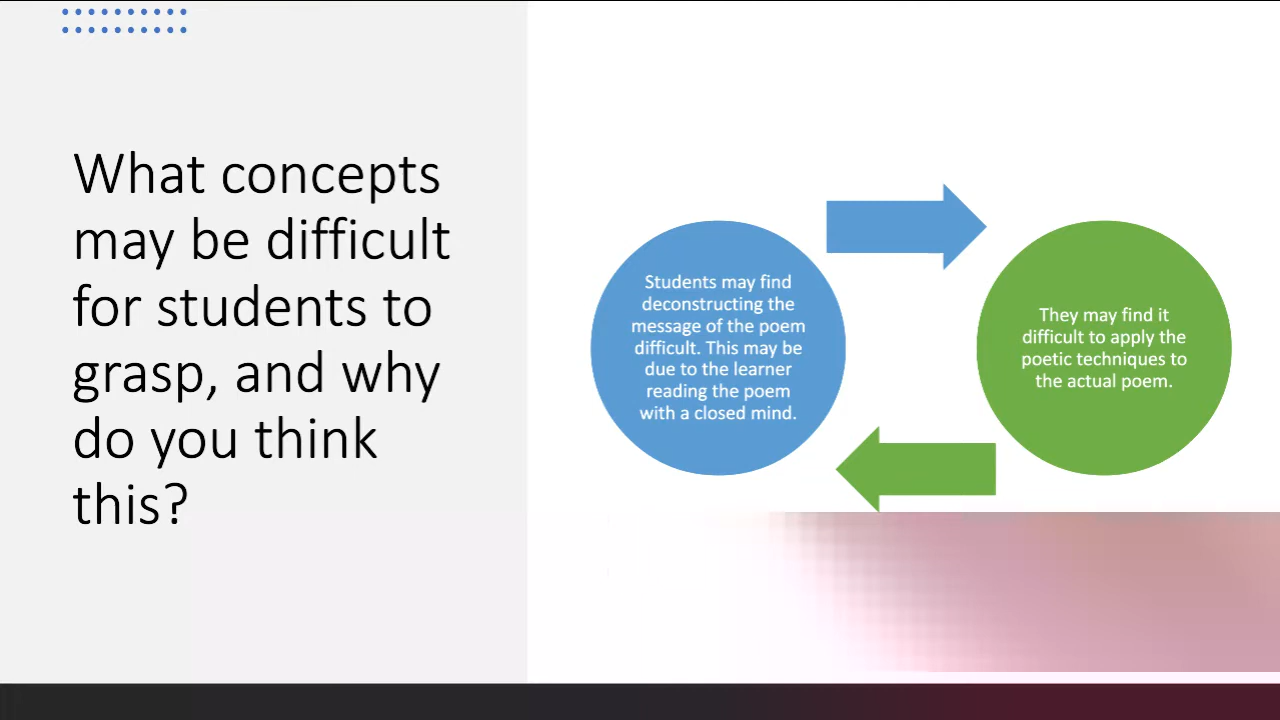 What concepts
may be difficult
for students to
grasp, and why
do you think
this?
Students may find
deconstructing the
message of the poem
difficult. This may be
due to the learner
reading the poem
with a closed mind.
They may find it
difficult to apply the
poetic techniques to
the actual poem.